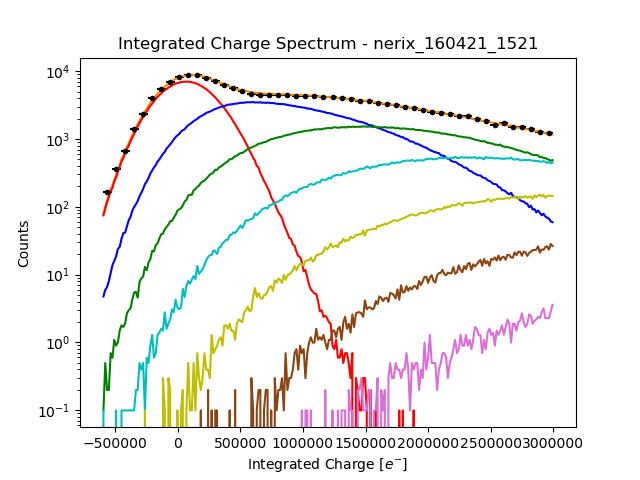 Integrated Charge Spectrum - nerix_160421_1521
10^4
10^3
10^2
10^1
10^0
10^−1
Counts
−500000 0 500000 1000000 1500000 2000000 2500000 3000000
Integrated Charge [e^−]